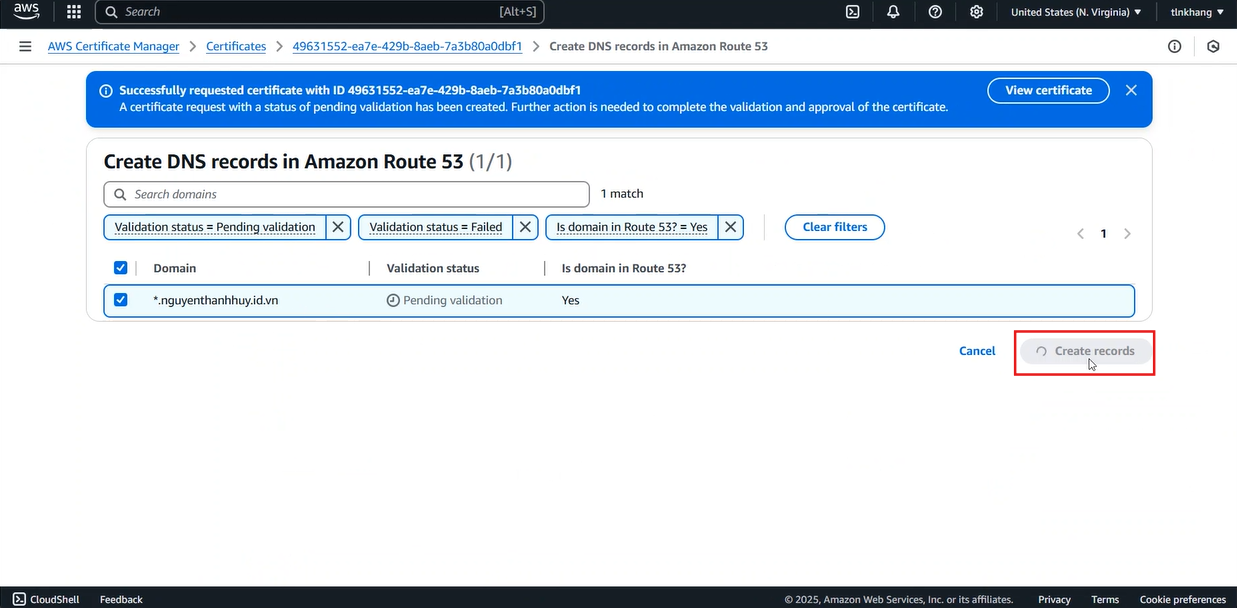 aws Search [Alt+S] United States (N. Virginia) tlnkhang
AWS Certificate Manager > Certificates > 49631552-ea7e-429b-8aeb-7a3b80a0dbf1 > Create DNS records in Amazon Route 53
Successfully requested certificate with ID 49631552-ea7e-429b-8aeb-7a3b80a0dbf1
A certificate request with a status of pending validation has been created. Further action is needed to complete the validation and approval of the certificate.
View certificate
Create DNS records in Amazon Route 53 (1/1)
Search domains 1 match
Validation status = Pending validation Validation status = Failed Is domain in Route 53? = Yes Clear filters
1
Domain Validation status Is domain in Route 53?
*.nguyenthanhhuy.id.vn Pending validation Yes
Cancel Create records
CloudShell Feedback © 2025, Amazon Web Services, Inc. or its affiliates. Privacy Terms Cookie preferences